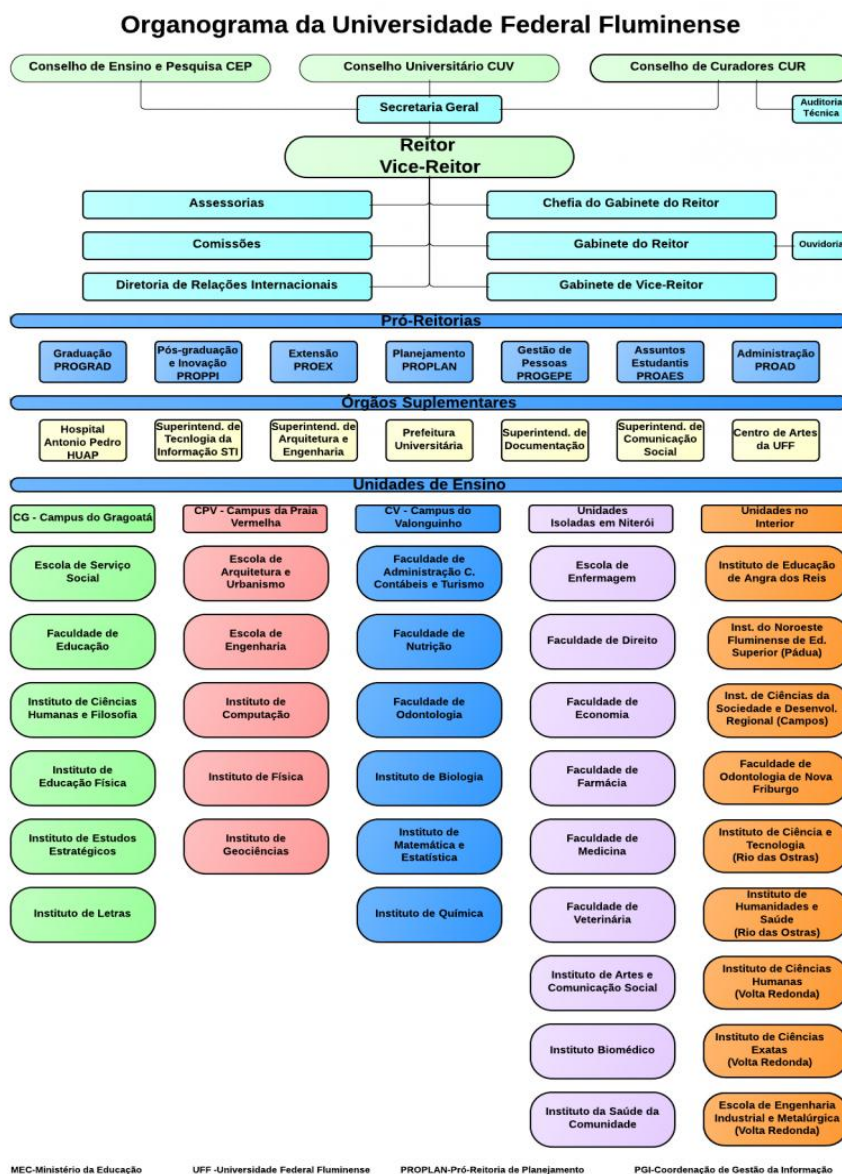 Organograma da Universidade Federal Fluminense
Conselho de Ensino e Pesquisa CEP
Conselho Universitário CUV
Conselho de Curadores CUR
Secretaria Geral
Auditoria
Técnica
Reitor
Vice-Reitor
Assessorias
Chefia do Gabinete do Reitor
Comissões
Gabinete do Reitor
Ouvidoria
Diretoria de Relações Internacionais
Gabinete de Vice-Reitor
Pró-Reitorias
Graduação
PROGRAD
Pós-graduação
e Inovação
PROPPI
Extensão
PROEX
Planejamento
PROPLAN
Gestão de
Pessoas
PROGEPE
Assuntos
Estudantis
PROAES
Administração
PROAD
Órgãos Suplementares
Hospital
Antonio Pedro
HUAP
Superintend. de
Tecnlogia da
Informação STI
Superintend. de
Arquitetura e
Engenharia
Prefeitura
Universitária
Superintend. de
Documentação
Superintend. de
Comunicação
Social
Centro de Artes
da UFF
Unidades de Ensino
CG - Campus do Gragoatá
CPV - Campus da Praia
Vermelha
CV - Campus do
Valonguinho
Unidades
Isoladas em Niterói
Unidades no
Interior
Escola de Serviço
Social
Escola de
Arquitetura e
Urbanismo
Faculdade de
Administração C.
Contábeis e Turismo
Escola de
Enfermagem
Instituto de Educação
de Angra dos Reis
Faculdade de
Educação
Escola de
Engenharia
Faculdade de
Nutrição
Faculdade de Direito
Inst. do Noroeste
Fluminense de Ed.
Superior (Pádua)
Instituto de Ciências
Humanas e Filosofia
Instituto de
Computação
Faculdade de
Odontologia
Faculdade de
Economia
Inst. de Ciências da
Sociedade e Desenvol.
Regional (Campos)
Instituto de
Educação Física
Instituto de Física
Instituto de Biologia
Faculdade de
Farmácia
Faculdade de
Odontologia de Nova
Friburgo
Instituto de Estudos
Estratégicos
Instituto de
Geociências
Instituto de
Matemática e
Estatística
Faculdade de
Medicina
Instituto de Ciência e
Tecnologia
(Rio das Ostras)
Instituto de Letras
Instituto de Química
Faculdade de
Veterinária
Instituto de
Humanidades e
Saúde
(Rio das Ostras)
Instituto de Artes e
Comunicação Social
Instituto de Ciências
Humanas
(Volta Redonda)
Instituto Biomédico
Instituto de Ciências
Exatas
(Volta Redonda)
Instituto da Saúde da
Comunidade
Escola de Engenharia
Industrial e Metalúrgica
(Volta Redonda)
MEC-Ministério da Educação
UFF -Universidade Federal Fluminense
PROPLAN-Pró-Reitoria de Planejamento
PGI-Coordenação de Gestão da Informação